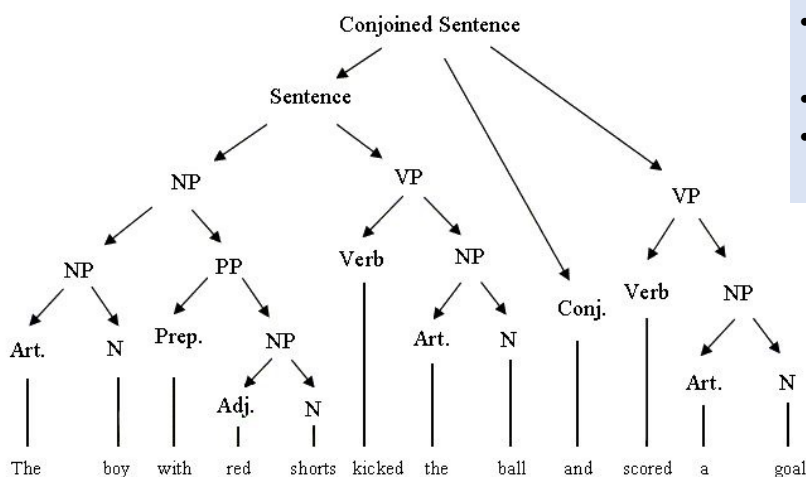 Conjoined Sentence
Sentence
NP VP VP
NP PP Verb NP Verb NP
Art. N Prep. NP Art. N Conj. Art. N
Adj. N
The boy with red shorts kicked the ball and scored a goal